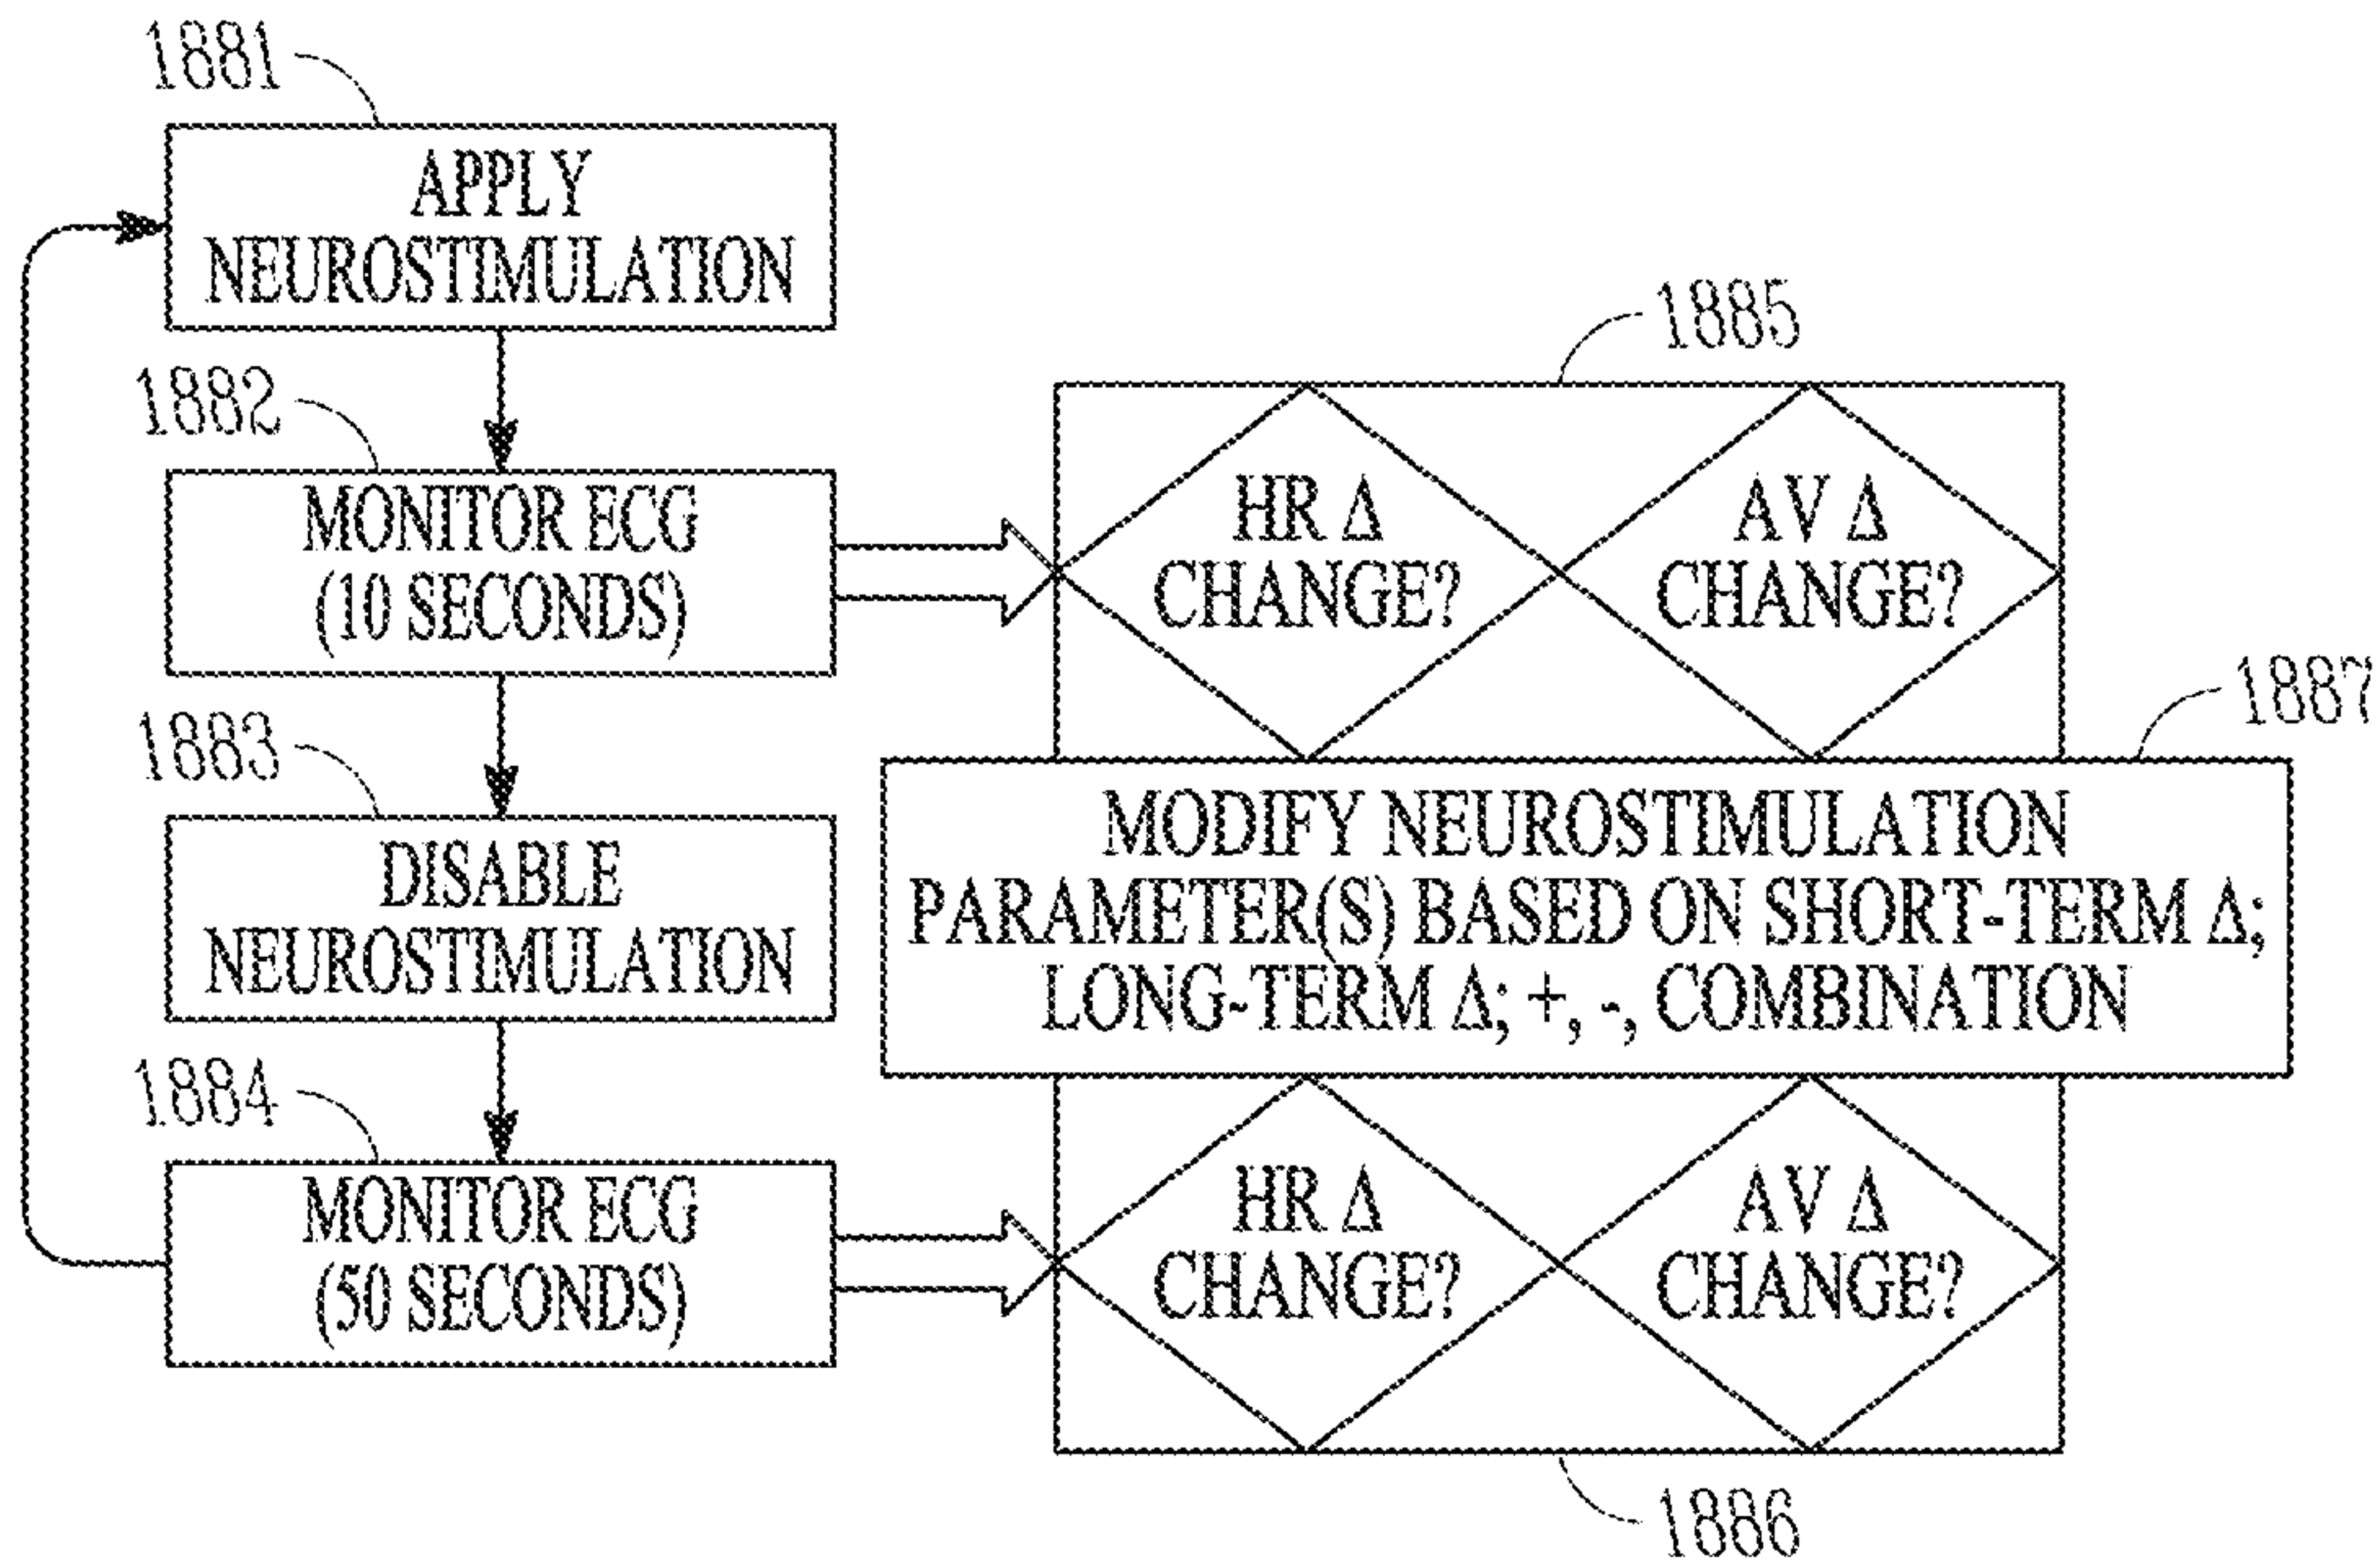 1881
APPLY
NEUROSTIMULATION
1882
MONITOR ECG
(10 SECONDS)
1883
DISABLE
NEUROSTIMULATION
1884
MONITOR ECG
(50 SECONDS)
1885
HR Δ
CHANGE?
AV Δ
CHANGE?
1887
MODIFY NEUROSTIMULATION
PARAMETER(S) BASED ON SHORT-TERM Δ;
LONG-TERM Δ; +, -, COMBINATION
HR Δ
CHANGE?
AV Δ
CHANGE?
1886